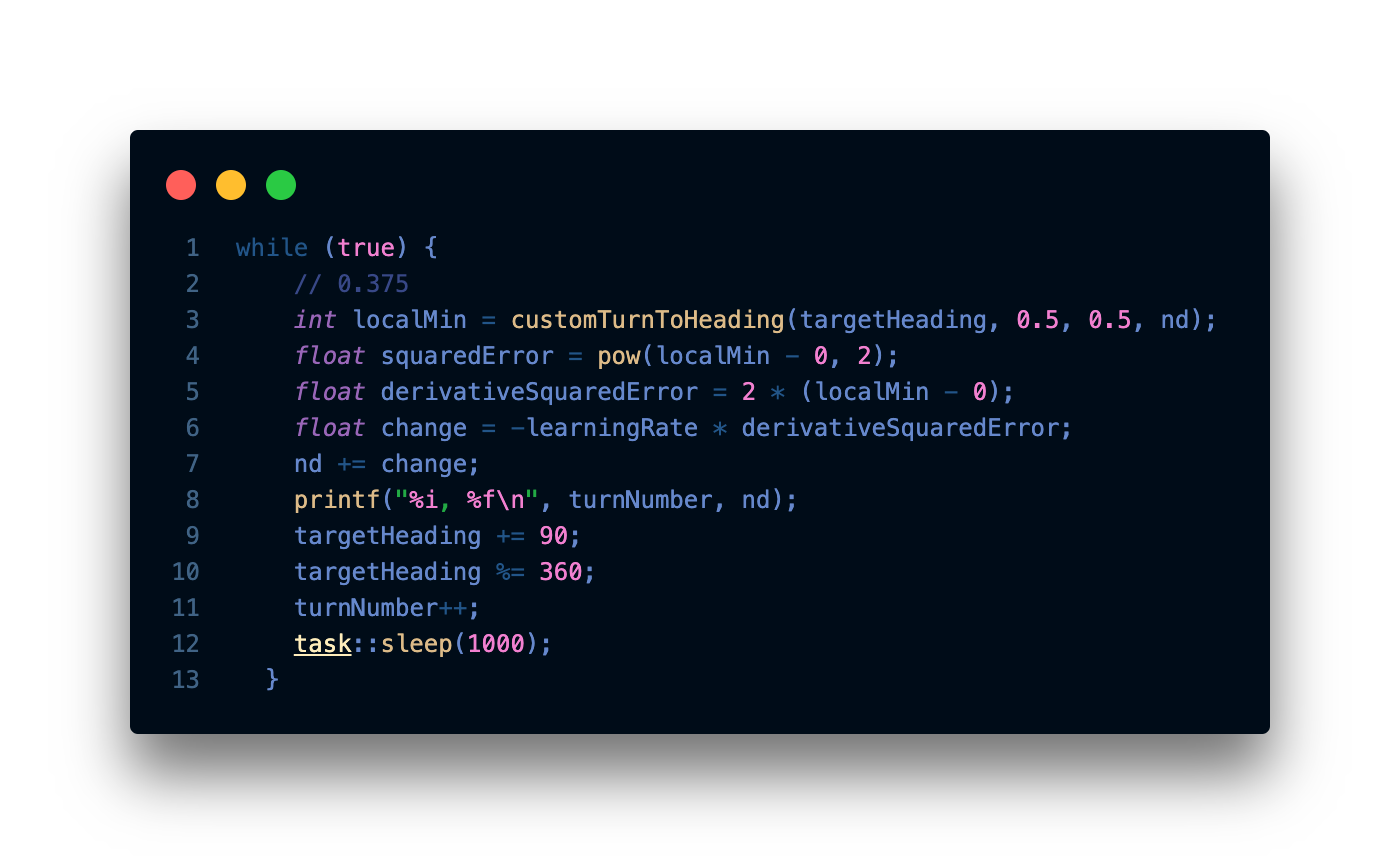 1 while (true) {
2 // 0.375
3 int localMin = customTurnToHeading(targetHeading, 0.5, 0.5, nd);
4 float squaredError = pow(localMin - 0, 2);
5 float derivativeSquaredError = 2 * (localMin - 0);
6 float change = -learningRate * derivativeSquaredError;
7 nd += change;
8 printf("%i, %f\n", turnNumber, nd);
9 targetHeading += 90;
10 targetHeading %= 360;
11 turnNumber++;
12 task::sleep(1000);
13 }